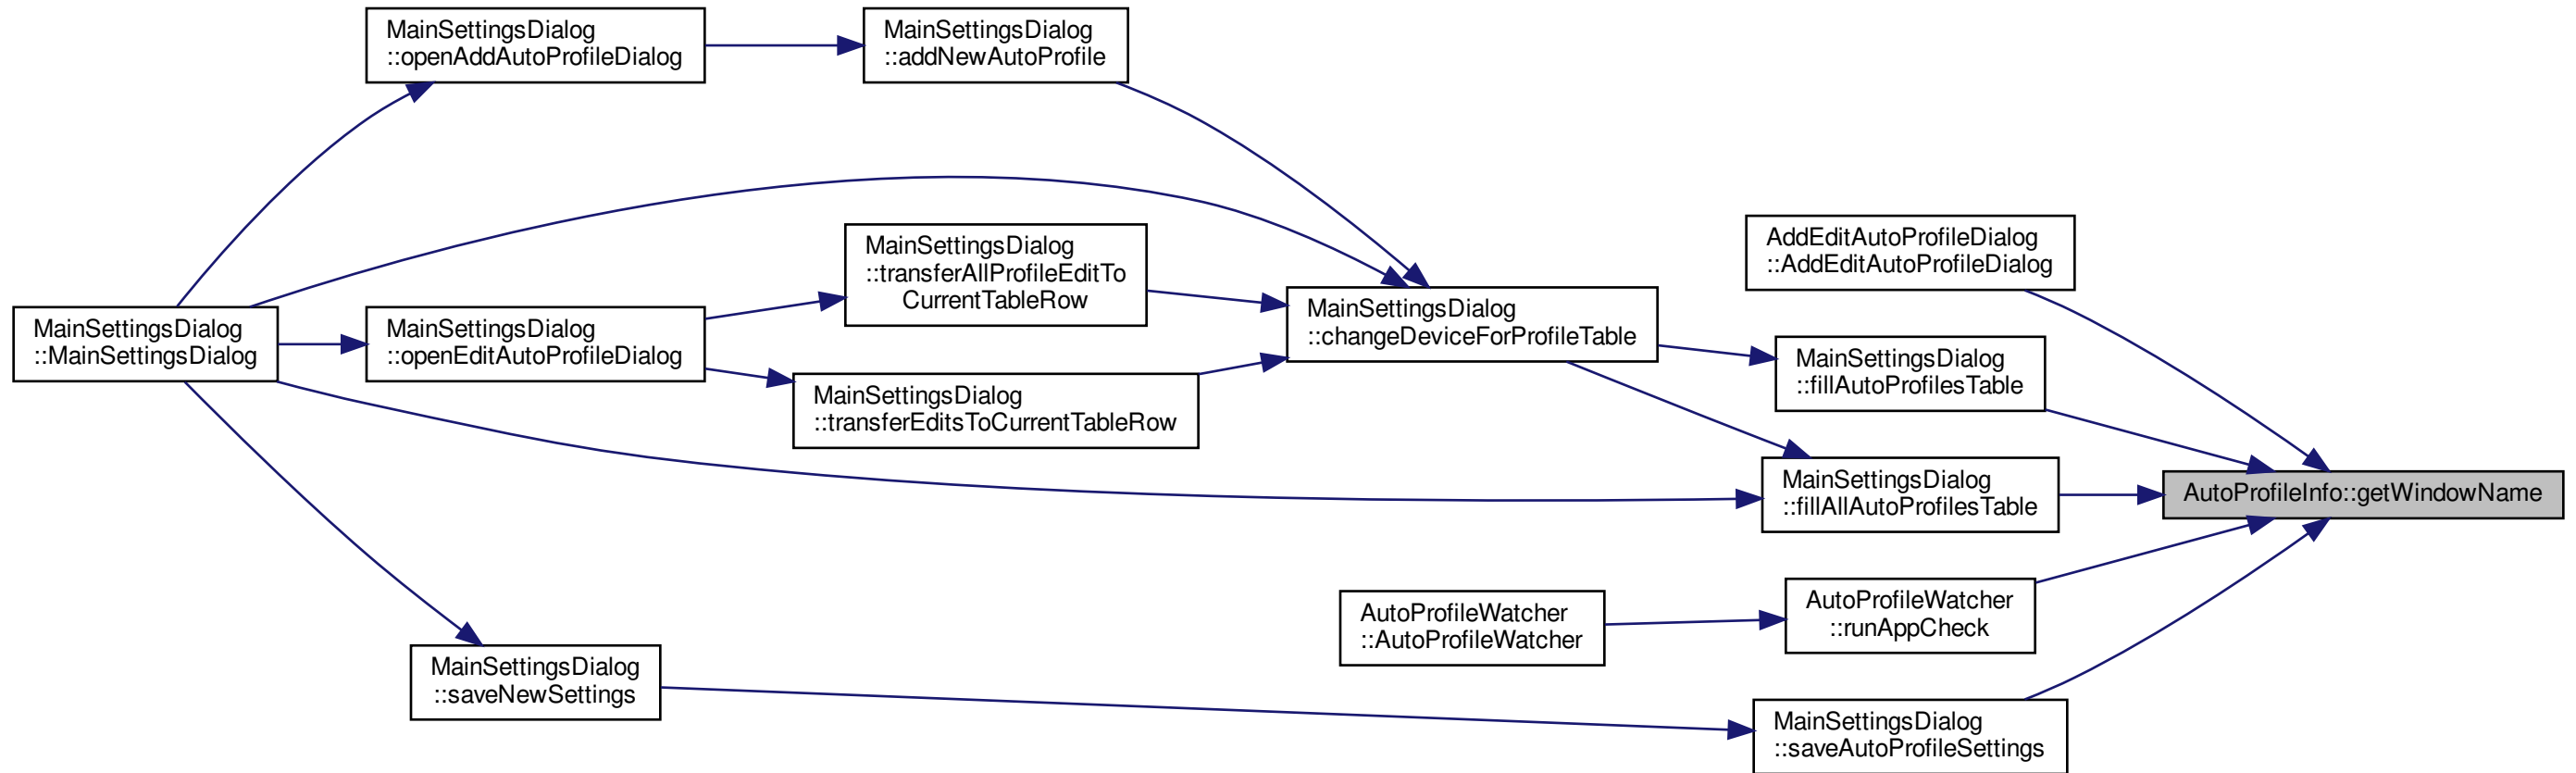 MainSettingsDialog
::openAddAutoProfileDialog
MainSettingsDialog
::addNewAutoProfile
AddEditAutoProfileDialog
::AddEditAutoProfileDialog
MainSettingsDialog
::transferAllProfileEditTo
CurrentTableRow
MainSettingsDialog
::changeDeviceForProfileTable
MainSettingsDialog
::MainSettingsDialog
MainSettingsDialog
::openEditAutoProfileDialog
MainSettingsDialog
::fillAutoProfilesTable
MainSettingsDialog
::transferEditsToCurrentTableRow
MainSettingsDialog
::fillAllAutoProfilesTable
AutoProfileInfo::getWindowName
AutoProfileWatcher
::runAppCheck
AutoProfileWatcher
::AutoProfileWatcher
MainSettingsDialog
::saveNewSettings
MainSettingsDialog
::saveAutoProfileSettings